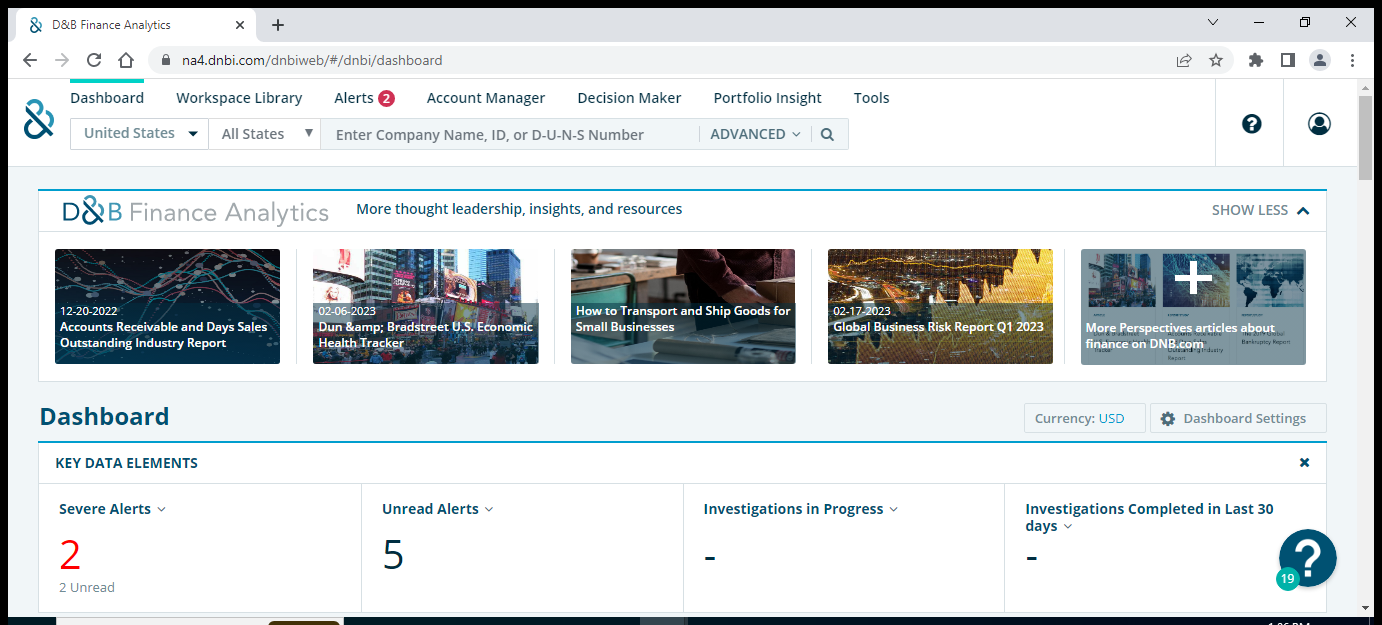 D&B Finance Analytics
na4.dnbi.com/dnbiweb/#/dnbi/dashboard
Dashboard
Workspace Library
Alerts 2
Account Manager
Decision Maker
Portfolio Insight
Tools
United States
All States
Enter Company Name, ID, or D-U-N-S Number
ADVANCED
D&B Finance Analytics
More thought leadership, insights, and resources
SHOW LESS
12-20-2022
Accounts Receivable and Days Sales
Outstanding Industry Report
02-06-2023
Dun &amp; Bradstreet U.S. Economic
Health Tracker
How to Transport and Ship Goods for
Small Businesses
02-17-2023
Global Business Risk Report Q1 2023
More Perspectives articles about
finance on DNB.com
Dashboard
Currency: USD
Dashboard Settings
KEY DATA ELEMENTS
Severe Alerts
2
2 Unread
Unread Alerts
5
Investigations in Progress
-
Investigations Completed in Last 30
days
-
19